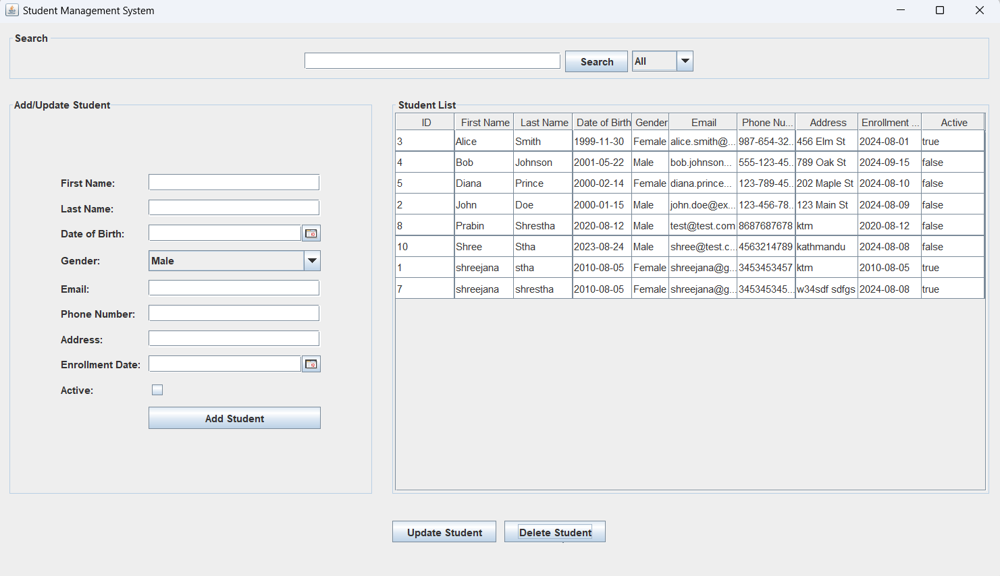 Student Management System
Search
Search All
Add/Update Student
First Name:
Last Name:
Date of Birth:
Gender: Male
Email:
Phone Number:
Address:
Enrollment Date:
Active:
Add Student
Student List
ID First Name Last Name Date of Birth Gender Email Phone Nu... Address Enrollment ... Active
3 Alice Smith 1999-11-30 Female alice.smith@... 987-654-32... 456 Elm St 2024-08-01 true
4 Bob Johnson 2001-05-22 Male bob.johnson... 555-123-45... 789 Oak St 2024-09-15 false
5 Diana Prince 2000-02-14 Female diana.prince... 123-789-45... 202 Maple St 2024-08-10 false
2 John Doe 2000-01-15 Male john.doe@ex... 123-456-78... 123 Main St 2024-08-09 false
8 Prabin Shrestha 2020-08-12 Male test@test.com 8687687678 ktm 2020-08-12 false
10 Shree Stha 2023-08-24 Male shree@test.c... 4563214789 kathmandu 2024-08-08 false
1 shreejana stha 2010-08-05 Female shreejana@g... 3453453457 ktm 2010-08-05 true
7 shreejana shrestha 2010-08-05 Female shreejana@g... 345345345... w34sdf sdfgs 2024-08-08 true
Update Student Delete Student